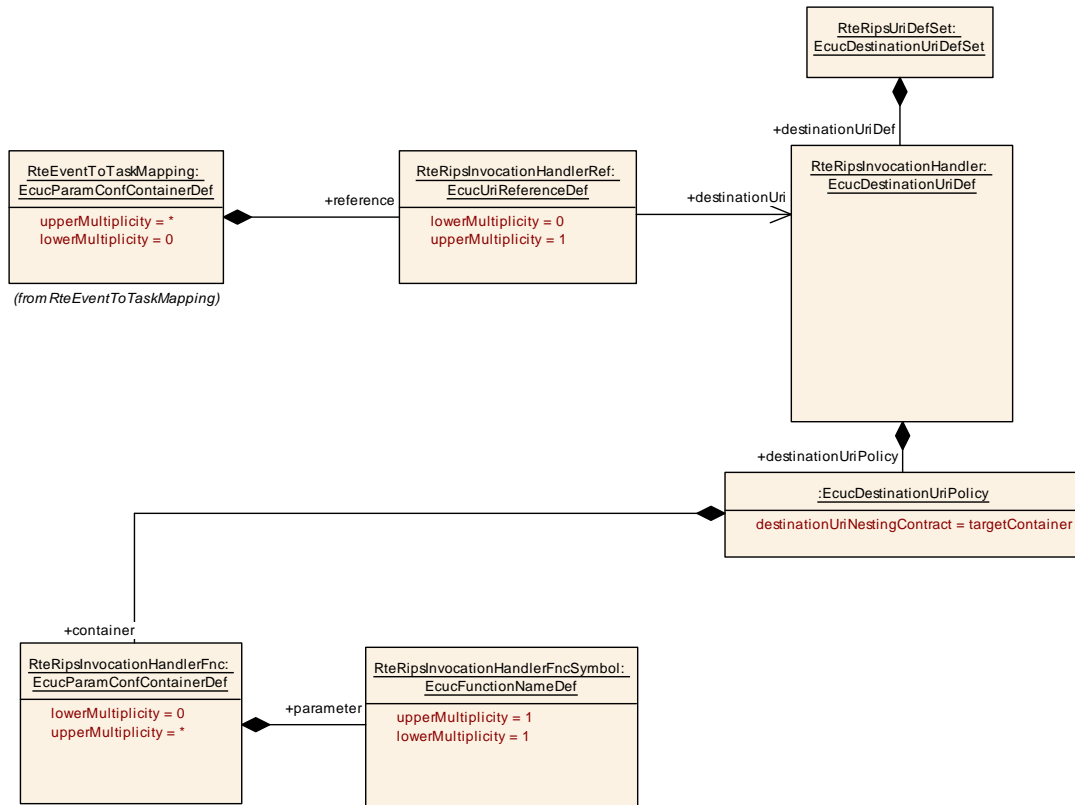 RteRipsUriDefSet:
EcucDestinationUriDefSet
+destinationUriDef
RteEventToTaskMapping:
EcucParamConfContainerDef
upperMultiplicity = *
lowerMultiplicity = 0
(from RteEventToTaskMapping)
+reference
RteRipsInvocationHandlerRef:
EcucUriReferenceDef
lowerMultiplicity = 0
upperMultiplicity = 1
+destinationUri
RteRipsInvocationHandler:
EcucDestinationUriDef
+destinationUriPolicy
:EcucDestinationUriPolicy
destinationUriNestingContract = targetContainer
+container
RteRipsInvocationHandlerFnc:
EcucParamConfContainerDef
lowerMultiplicity = 0
upperMultiplicity = *
+parameter
RteRipsInvocationHandlerFncSymbol:
EcucFunctionNameDef
upperMultiplicity = 1
lowerMultiplicity = 1